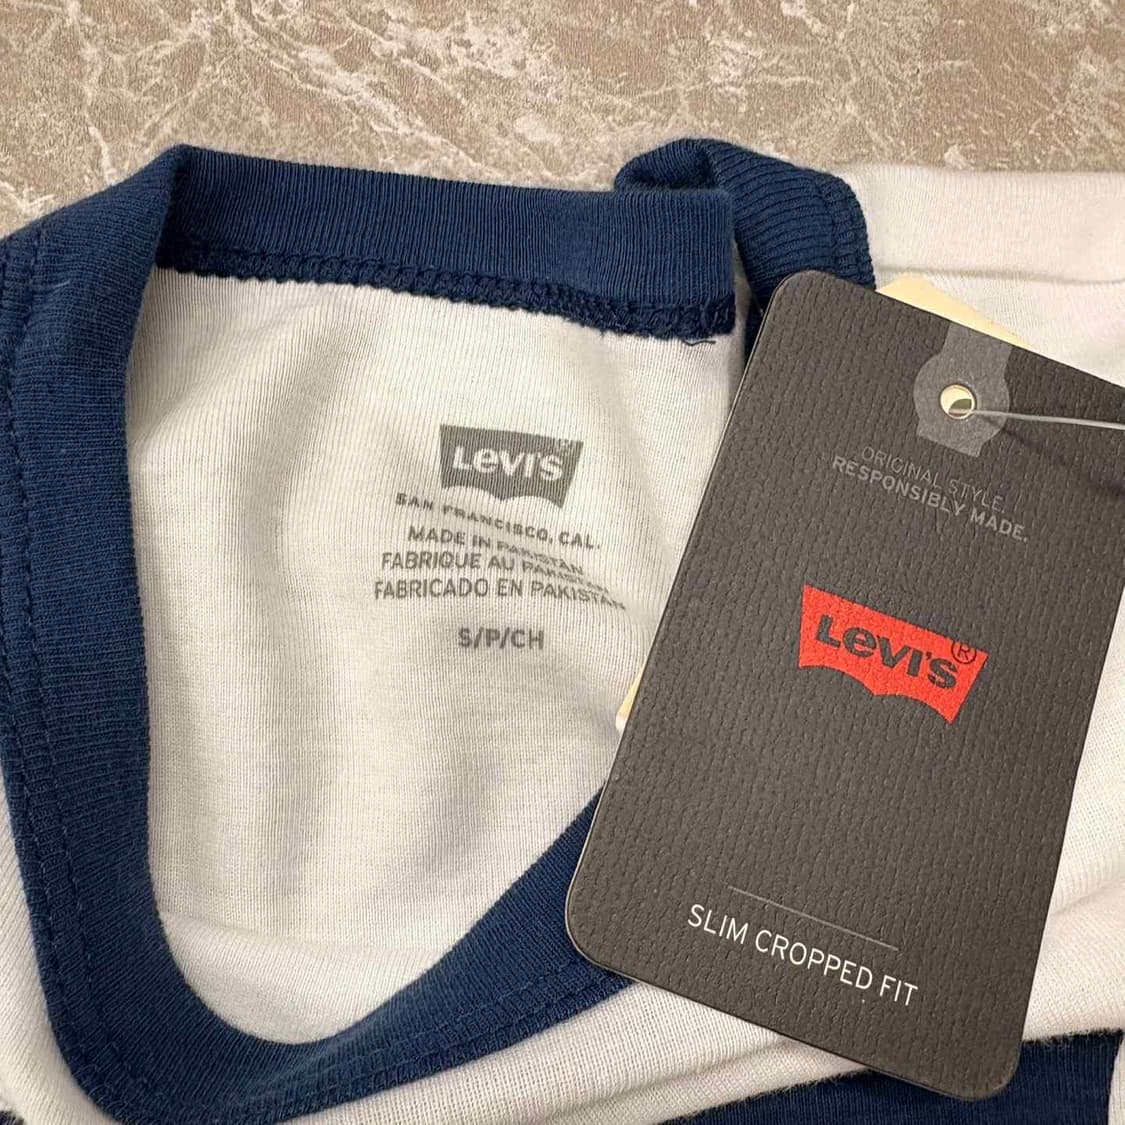 LEVI'S®
SAN FRANCISCO, CAL.
MADE IN PAKISTAN
FABRIQUE AU PAKISTAN
FABRICADO EN PAKISTAN
S/P/CH
ORIGINAL STYLE.
RESPONSIBLY MADE.
LEVI'S®
SLIM CROPPED FIT